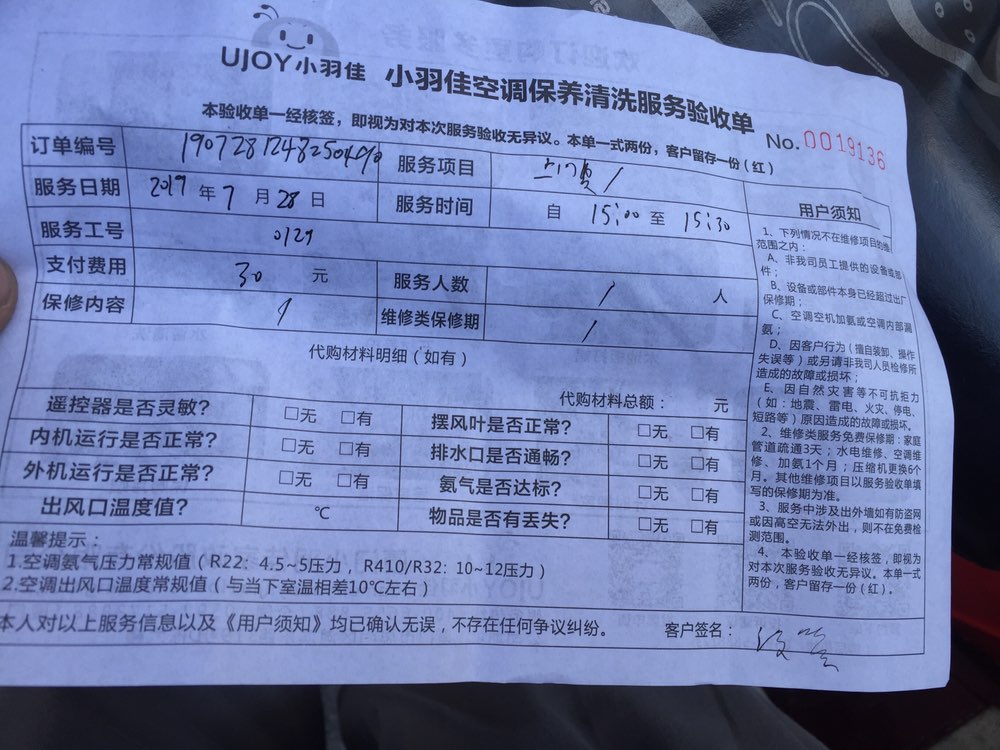 UJOY小羽佳 小羽佳空调保养清洗服务验收单
本验收单一经核签，即视为对本次服务验收无异议。本单一式两份，客户留存一份(红)
No.0019136
订单编号
服务项目 上门费/
服务日期 2019 年 7 月 28 日
服务时间 自 15:00 至 15:30
服务工号 0129
支付费用 30 元
服务人数 / 人
保修内容 /
维修类保修期 /
代购材料明细(如有)
代购材料总额： 元
遥控器是否灵敏? □无 □有
摆风叶是否正常? □无 □有
内机运行是否正常? □无 □有
排水口是否通畅? □无 □有
外机运行是否正常? □无 □有
氨气是否达标? □无 □有
出风口温度值? ℃
物品是否有丢失? □无 □有
温馨提示：
1.空调氨气压力常规值(R22：4.5~5压力，R410/R32：10~12压力)
2.空调出风口温度常规值(与当下室温相差10℃左右)
本人对以上服务信息以及《用户须知》均已确认无误，不存在任何争议纠纷。 客户签名：
用户须知
1、下列情况不在维修项目的维
范围之内：
A、非我司员工提供的设备或部
件；
B、设备或部件本身已经超过出厂
保修期；
C、空调空机加氨或空调内部漏
氨；
D、因客户行为(擅自装卸、操作
失误等)或另请非我司人员检修所
造成的故障或损坏；
E、因自然灾害等不可抗拒力
(如：地震、雷电、火灾、停电、
短路等)原因造成的故障或损坏。
2、维修类服务免费保修期：家庭
管道疏通3天；水电维修、空调维
修、加氨1个月；压缩机更换6个
月。其他维修项目以服务验收单填
写的保修期为准。
3、服务中涉及出外墙如有防盗网
或因高空无法外出，则不在免费检
测范围。
4、本验收单一经核签，即视为
对本次服务验收无异议。本单一式
两份，客户留存一份(红)。